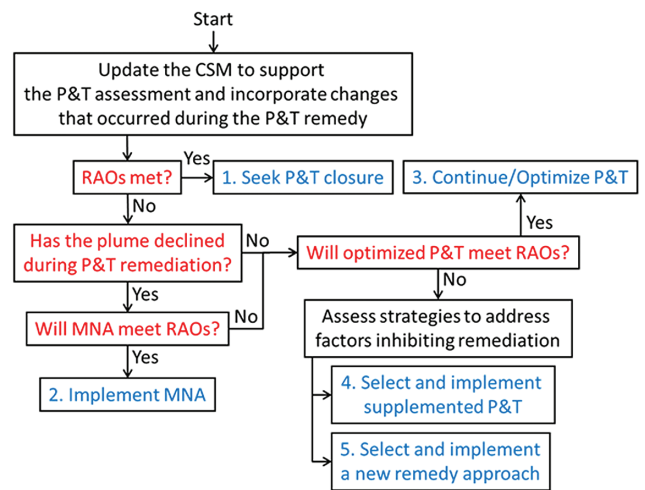 Start
Update the CSM to support
the P&T assessment and incorporate changes
that occurred during the P&T remedy
RAOs met?
Yes
1. Seek P&T closure
3. Continue/Optimize P&T
No
Yes
Has the plume declined
during P&T remediation?
No
Will optimized P&T meet RAOs?
Yes
No
Will MNA meet RAOs?
No
Assess strategies to address
factors inhibiting remediation
Yes
2. Implement MNA
4. Select and implement
supplemented P&T
5. Select and implement
a new remedy approach